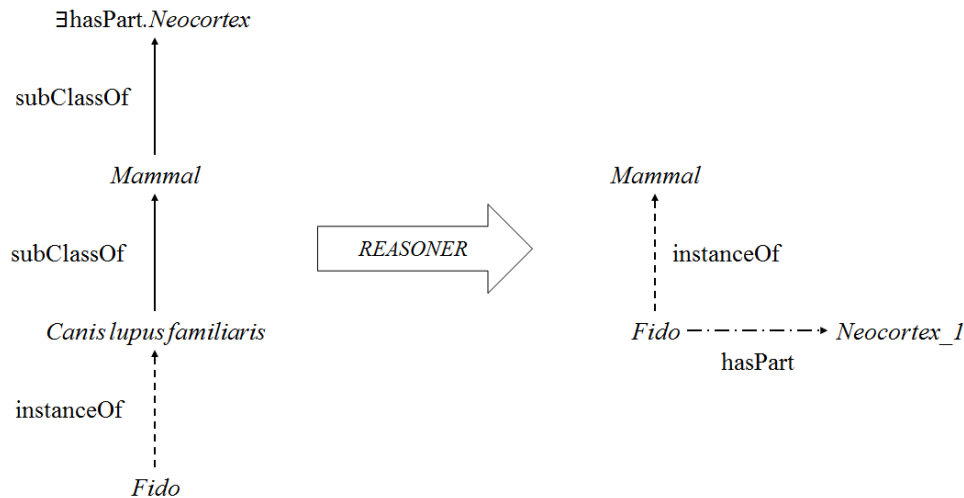 ∃hasPart.Neocortex
subClassOf
Mammal
subClassOf
Canis lupus familiaris
instanceOf
Fido
REASONER
Mammal
instanceOf
Fido
Neocortex_1
hasPart